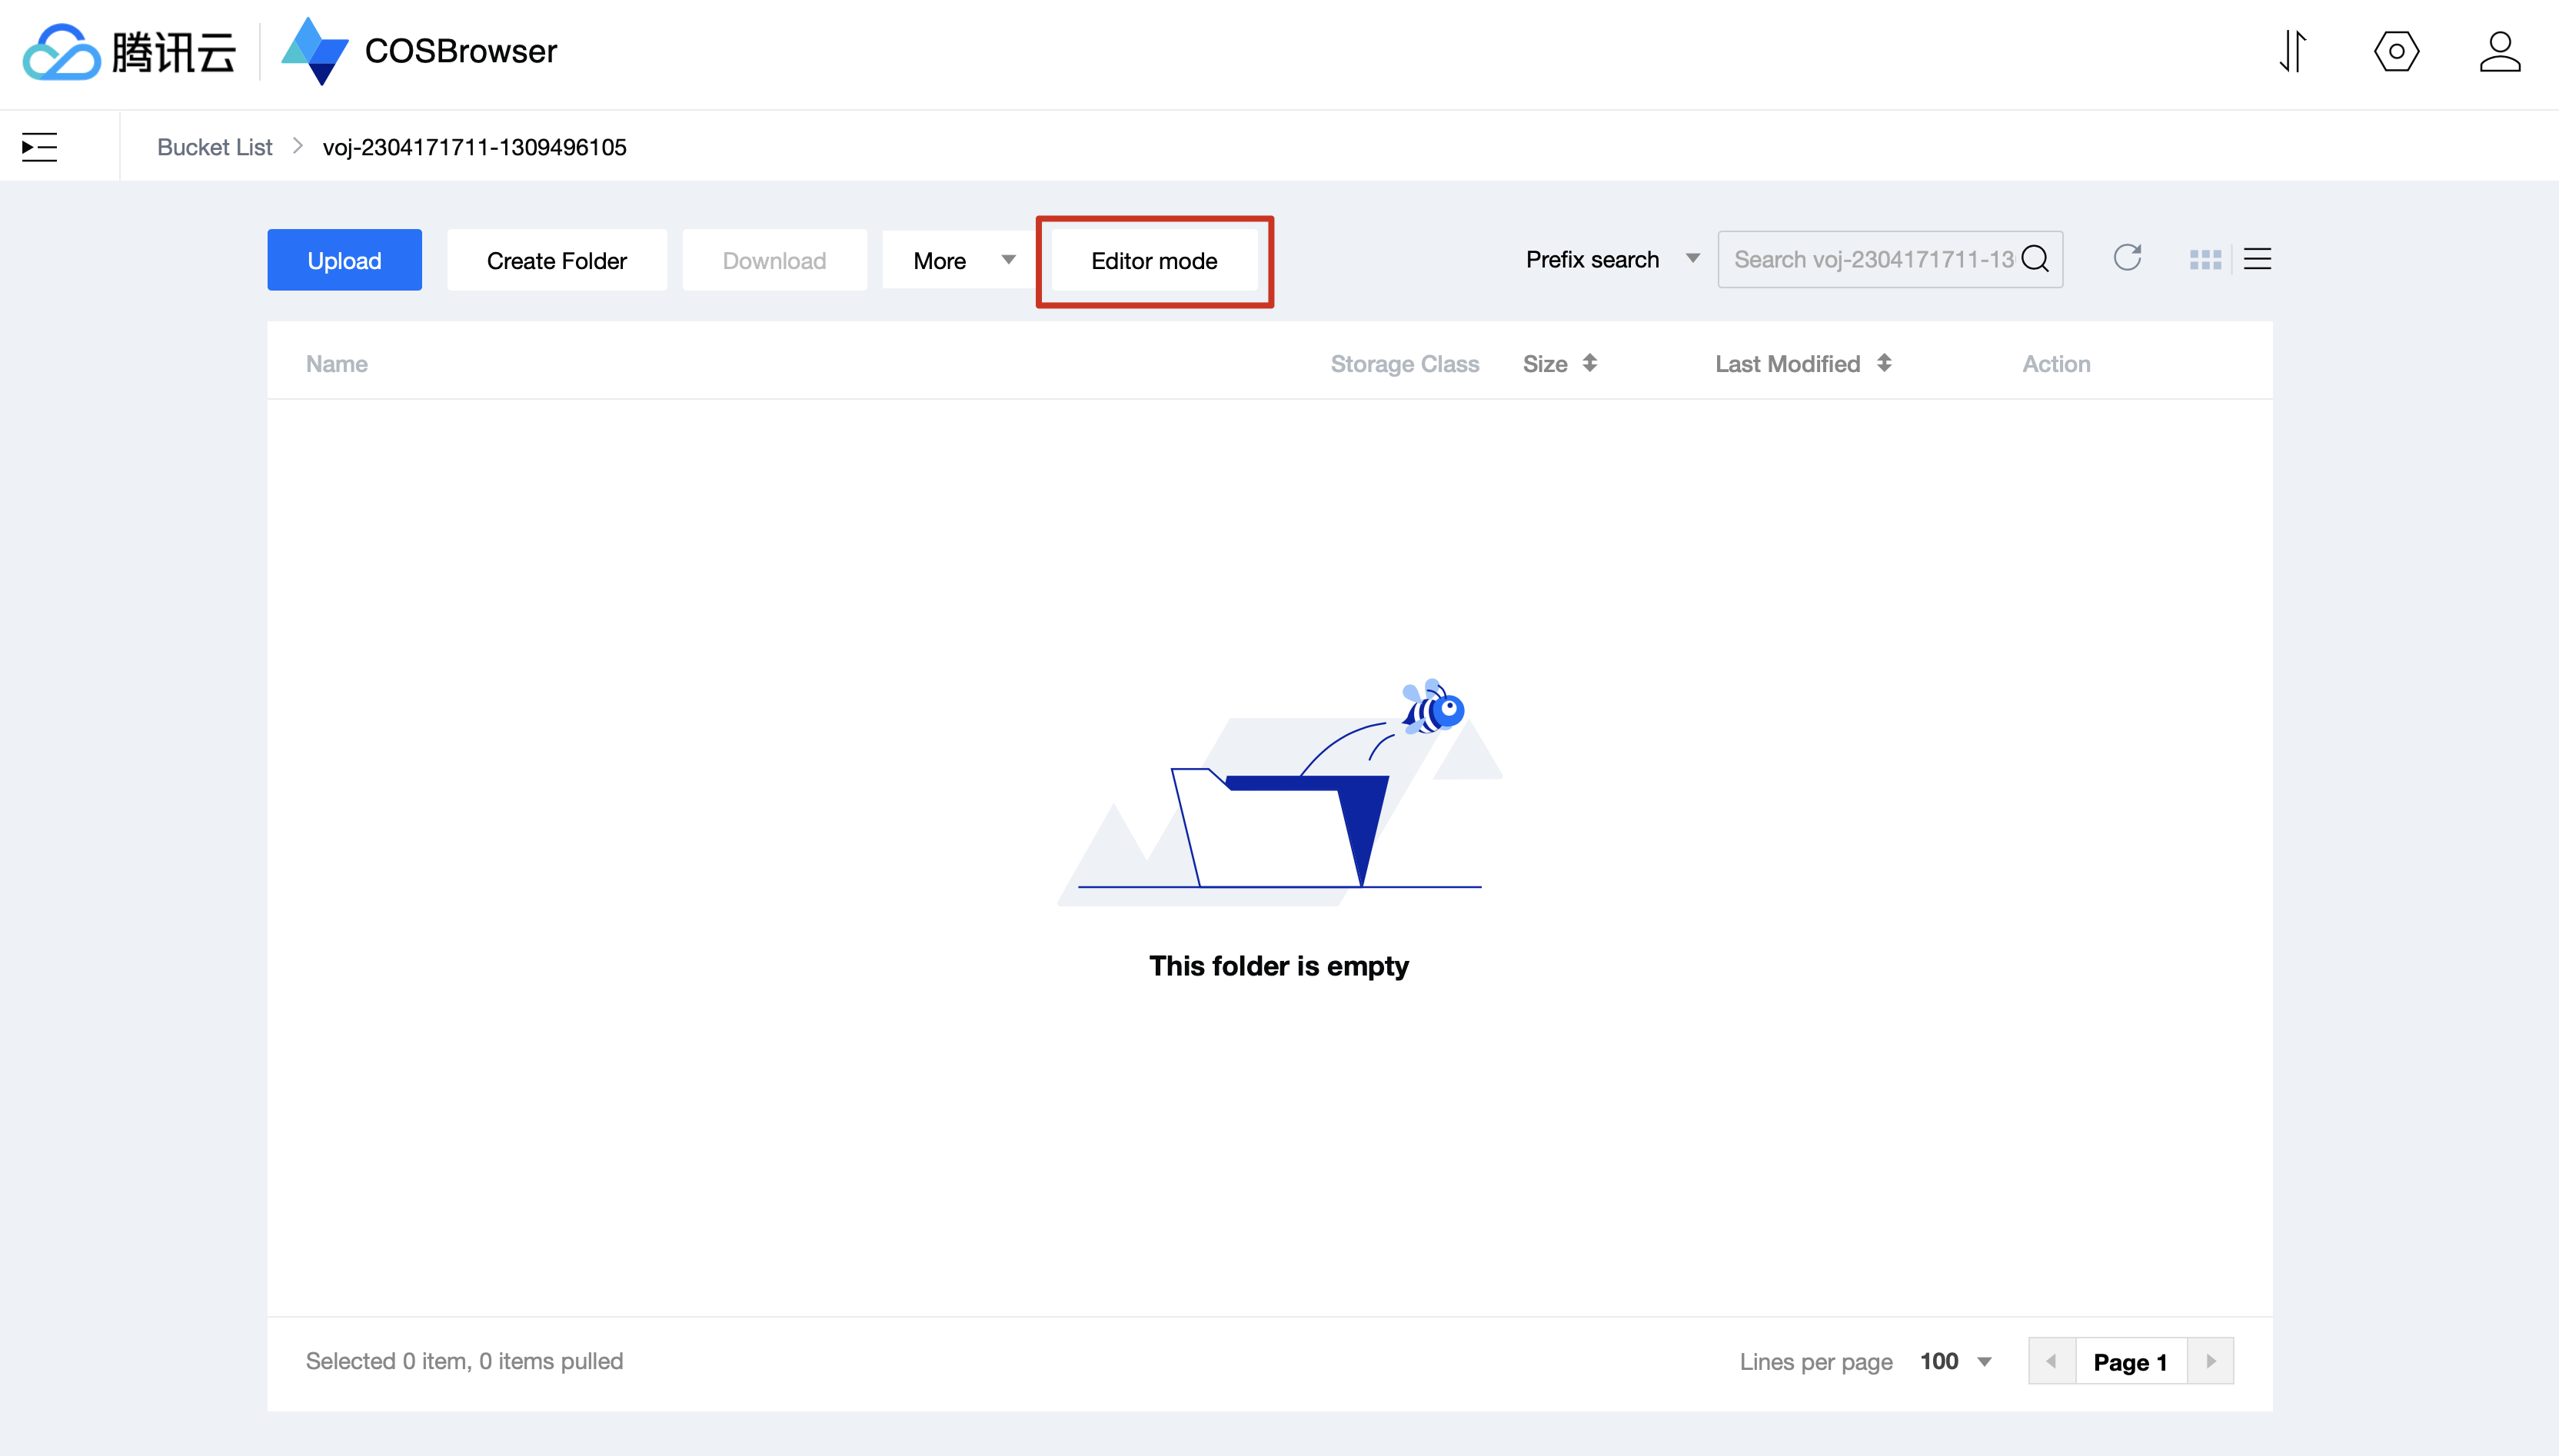 腾讯云
COSBrowser
Bucket List
voj-2304171711-1309496105
Upload
Create Folder
Download
More
Editor mode
Prefix search
Search voj-2304171711-13
Name
Storage Class
Size
Last Modified
Action
This folder is empty
Selected 0 item, 0 items pulled
Lines per page
100
Page 1